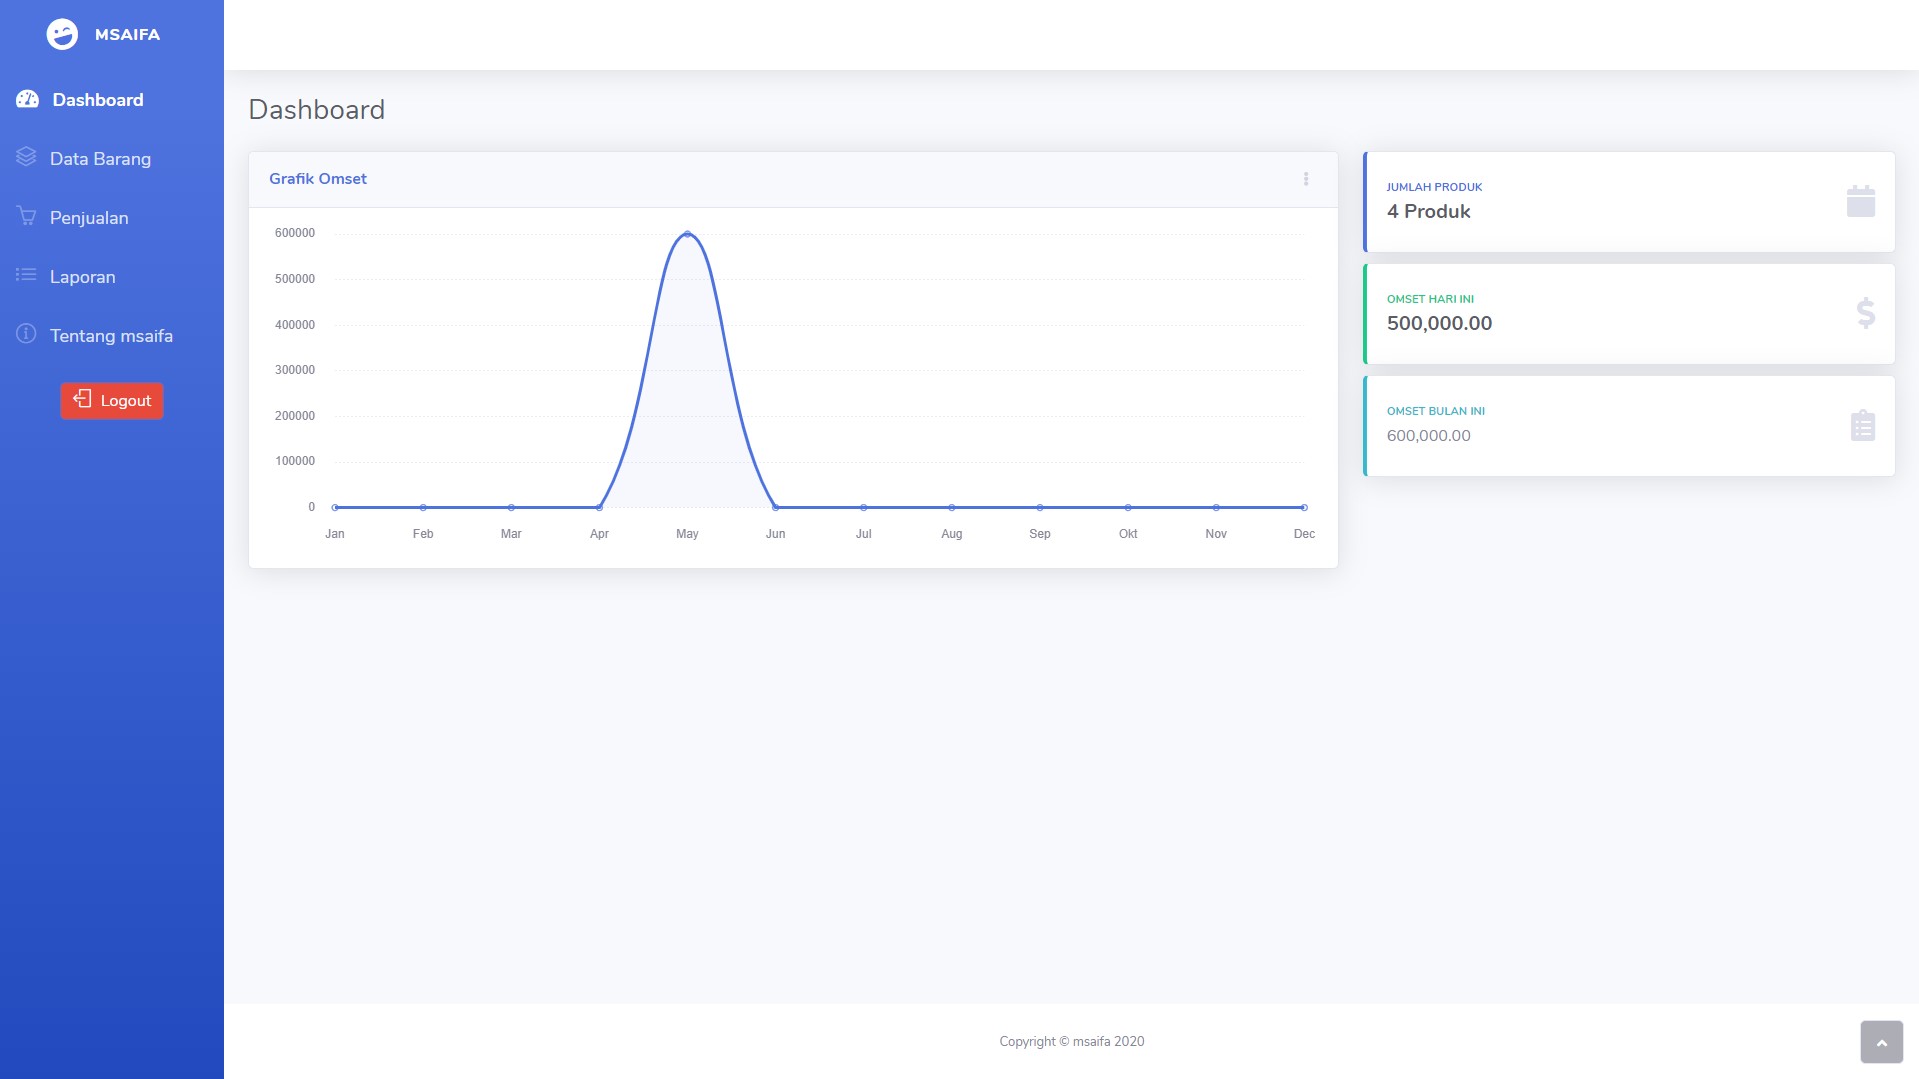 MSAIFA
Dashboard
Data Barang
Penjualan
Laporan
Tentang msaifa
Logout
Dashboard
Grafik Omset
600000
500000
400000
300000
200000
100000
0
Jan Feb Mar Apr May Jun Jul Aug Sep Okt Nov Dec
JUMLAH PRODUK
4 Produk
OMSET HARI INI
500,000.00
OMSET BULAN INI
600,000.00
Copyright © msaifa 2020